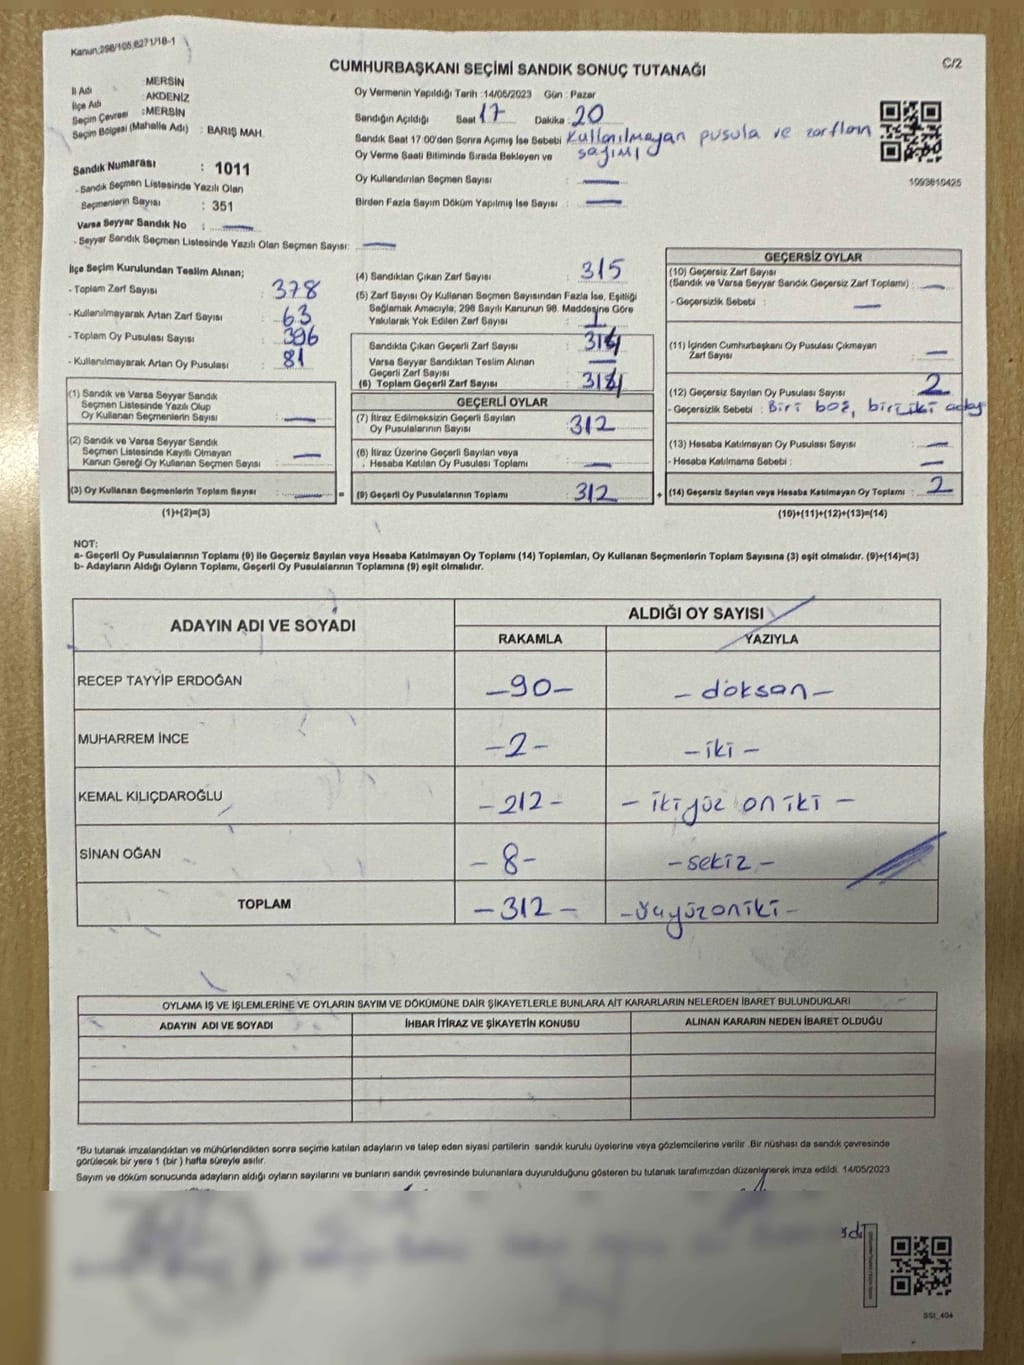 Kanun;298/105,6271/18-1
C/2
CUMHURBAŞKANI SEÇİMİ SANDIK SONUÇ TUTANAĞI
İl Adı : MERSİN
İlçe Adı : AKDENİZ
Seçim Çevresi : MERSİN
Seçim Bölgesi (Mahalle Adı) : BARIŞ MAH.
Sandık Numarası : 1011
- Sandık Seçmen Listesinde Yazılı Olan
Seçmenlerin Sayısı : 351
Varsa Seyyar Sandık No :
- Seyyar Sandık Seçmen Listesinde Yazılı Olan Seçmen Sayısı:
Oy Vermenin Yapıldığı Tarih :14/05/2023 Gün : Pazar
Sandığın Açıldığı Saat 17 Dakika : 20
Sandık Saat 17:00'den Sonra Açımış İse Sebebi Kullanılmayan pusula ve zarfların
Oy Verme Saati Bitiminde Sırada Bekleyen ve sayımı
Oy Kullandırılan Seçmen Sayısı :
Birden Fazla Sayım Döküm Yapılmış İse Sayısı :
1093610425
İlçe Seçim Kurulundan Teslim Alınan;
- Toplam Zarf Sayısı : 378
- Kullanılmayarak Artan Zarf Sayısı : 63
- Toplam Oy Pusulası Sayısı : 396
- Kullanılmayarak Artan Oy Pusulası : 81
(1) Sandık ve Varsa Seyyar Sandık
Seçmen Listesinde Yazılı Olup
Oy Kullanan Seçmenlerin Sayısı :
(2) Sandık ve Varsa Seyyar Sandık
Seçmen Listesinde Kayıtlı Olmayan
Kanun Gereği Oy Kullanan Seçmen Sayısı :
(3) Oy Kullanan Seçmenlerin Toplam Sayısı : =
(1)+(2)=(3)
(4) Sandıktan Çıkan Zarf Sayısı : 315
(5) Zarf Sayısı Oy Kullanan Seçmen Sayısından Fazla İse, Eşitliği
Sağlamak Amacıyla; 298 Sayılı Kanunun 98. Maddesine Göre
Yakılarak Yok Edilen Zarf Sayısı : 1
Sandıkta Çıkan Geçerli Zarf Sayısı : 314
Varsa Seyyar Sandıktan Teslim Alınan
Geçerli Zarf Sayısı :
(6) Toplam Geçerli Zarf Sayısı : 314
GEÇERLİ OYLAR
(7) İtiraz Edilmeksizin Geçerli Sayılan
Oy Pusulalarının Sayısı : 312
(8) İtiraz Üzerine Geçerli Sayılan veya
Hesaba Katılan Oy Pusulası Toplamı :
(9) Geçerli Oy Pusulalarının Toplamı : 312 +
GEÇERSİZ OYLAR
(10) Geçersiz Zarf Sayısı
(Sandık ve Varsa Seyyar Sandık Geçersiz Zarf Toplamı) :
- Geçersizlik Sebebi :
(11) İçinden Cumhurbaşkanı Oy Pusulası Çıkmayan
Zarf Sayısı :
(12) Geçersiz Sayılan Oy Pusulası Sayısı : 2
- Geçersizlik Sebebi : Biri boş, biri iki aday
(13) Hesaba Katılmayan Oy Pusulası Sayısı :
- Hesaba Katılmama Sebebi :
(14) Geçersiz Sayılan veya Hesaba Katılmayan Oy Toplamı : 2
(10)+(11)+(12)+(13)=(14)
NOT:
a- Geçerli Oy Pusulalarının Toplamı (9) ile Geçersiz Sayılan veya Hesaba Katılmayan Oy Toplamı (14) Toplamları, Oy Kullanan Seçmenlerin Toplam Sayısına (3) eşit olmalıdır. (9)+(14)=(3)
b- Adayların Aldığı Oyların Toplamı, Geçerli Oy Pusulalarının Toplamına (9) eşit olmalıdır.
ADAYIN ADI VE SOYADI
ALDIĞI OY SAYISI
RAKAMLA YAZIYLA
RECEP TAYYİP ERDOĞAN -90- - doksan -
MUHARREM İNCE -2- - iki -
KEMAL KILIÇDAROĞLU -212- - ikiyüz oniki -
SİNAN OĞAN -8- - sekiz -
TOPLAM -312- - üçyüzoniki -
OYLAMA İŞ VE İŞLEMLERİNE VE OYLARIN SAYIM VE DÖKÜMÜNE DAİR ŞİKAYETLERLE BUNLARA AİT KARARLARIN NELERDEN İBARET BULUNDUKLARI
ADAYIN ADI VE SOYADI İHBAR İTİRAZ VE ŞİKAYETİN KONUSU ALINAN KARARIN NEDEN İBARET OLDUĞU
*Bu tutanak imzalandıktan ve mühürlendikten sonra seçime katılan adayların ve talep eden siyasi partilerin sandık kurulu üyelerine veya gözlemcilerine verilir .Bir nüshası da sandık çevresinde
görülecek bir yere 1 (bir ) hafta süreyle asılır.
Sayım ve döküm sonucunda adayların aldığı oyların sayılarını ve bunların sandık çevresinde bulunanlara duyurulduğunu gösteren bu tutanak tarafımızdan düzenlenerek imza edildi. 14/05/2023
SSI_404